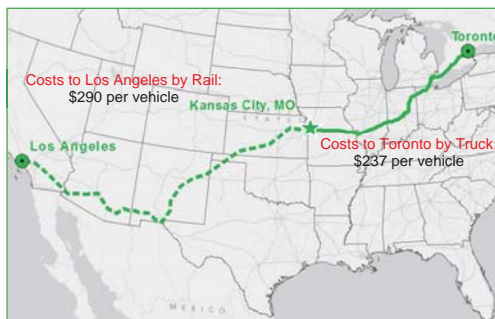 Toronto
Costs to Los Angeles by Rail:
$290 per vehicle
Kansas City, MO
STATES
Costs to Toronto by Truck:
$237 per vehicle
Los Angeles
MEXICO